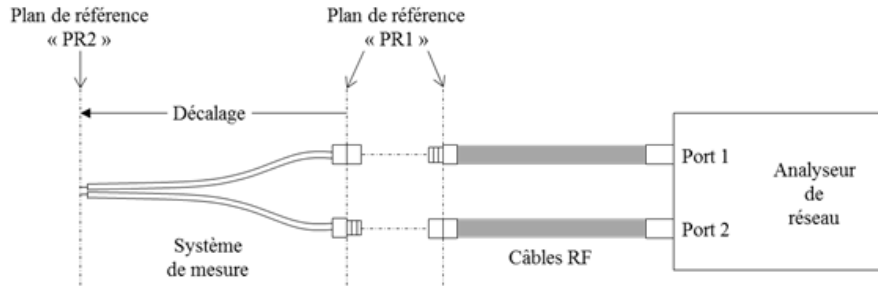 Plan de référence
« PR2 »
Plan de référence
« PR1 »
Décalage
Port 1
Port 2
Analyseur
de
réseau
Système
de mesure
Câbles RF